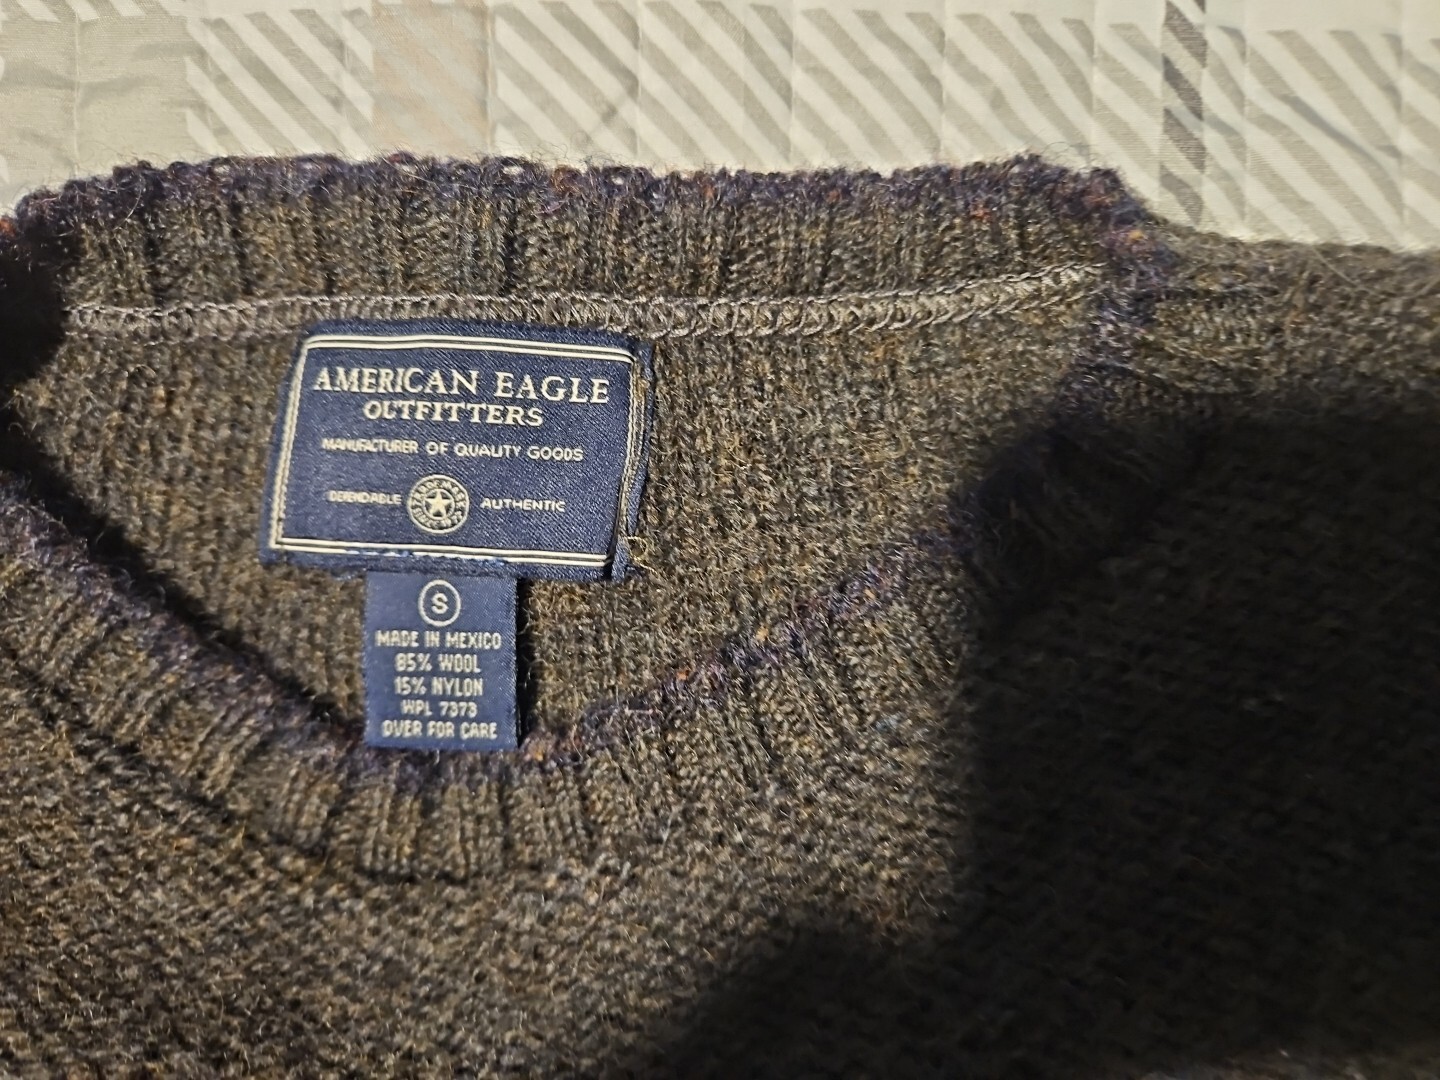 AMERICAN EAGLE
OUTFITTERS
MANUFACTURER OF QUALITY GOODS
DEPENDABLE AUTHENTIC
S
MADE IN MEXICO
85% WOOL
15% NYLON
WPL 7373
OVER FOR CARE